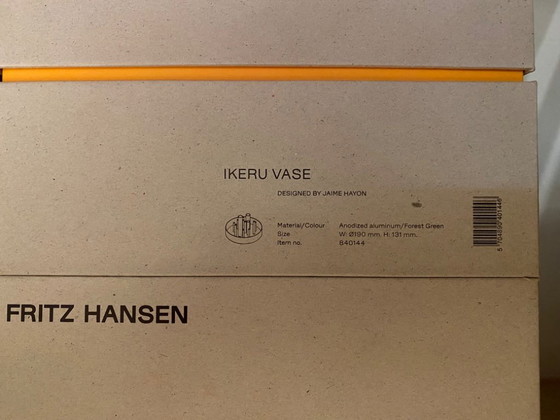 IKERU VASE
DESIGNED BY JAIME HAYON
Material/Colour Anodized aluminum/Forest Green
Size W: Ø190 mm. H: 131 mm.
Item no. 840144
FRITZ HANSEN